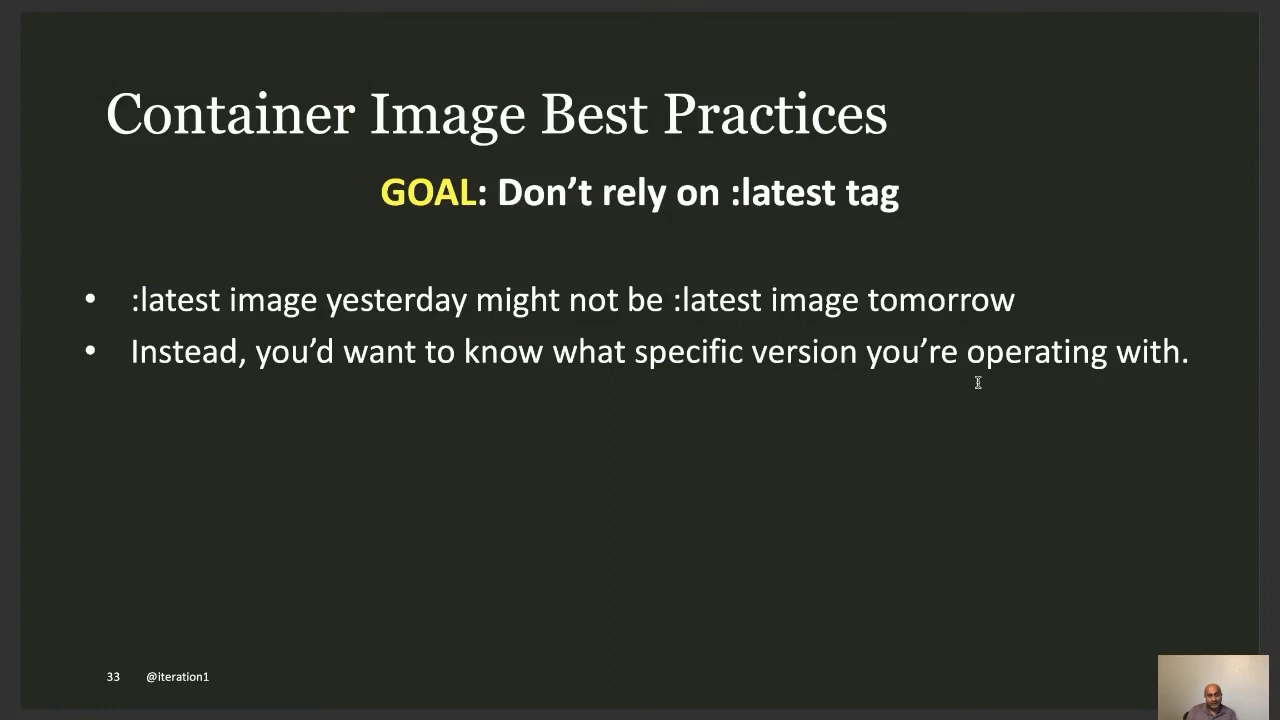 Container Image Best Practices
GOAL: Don’t rely on :latest tag
• :latest image yesterday might not be :latest image tomorrow
• Instead, you’d want to know what specific version you’re operating with.
33 @iteration1